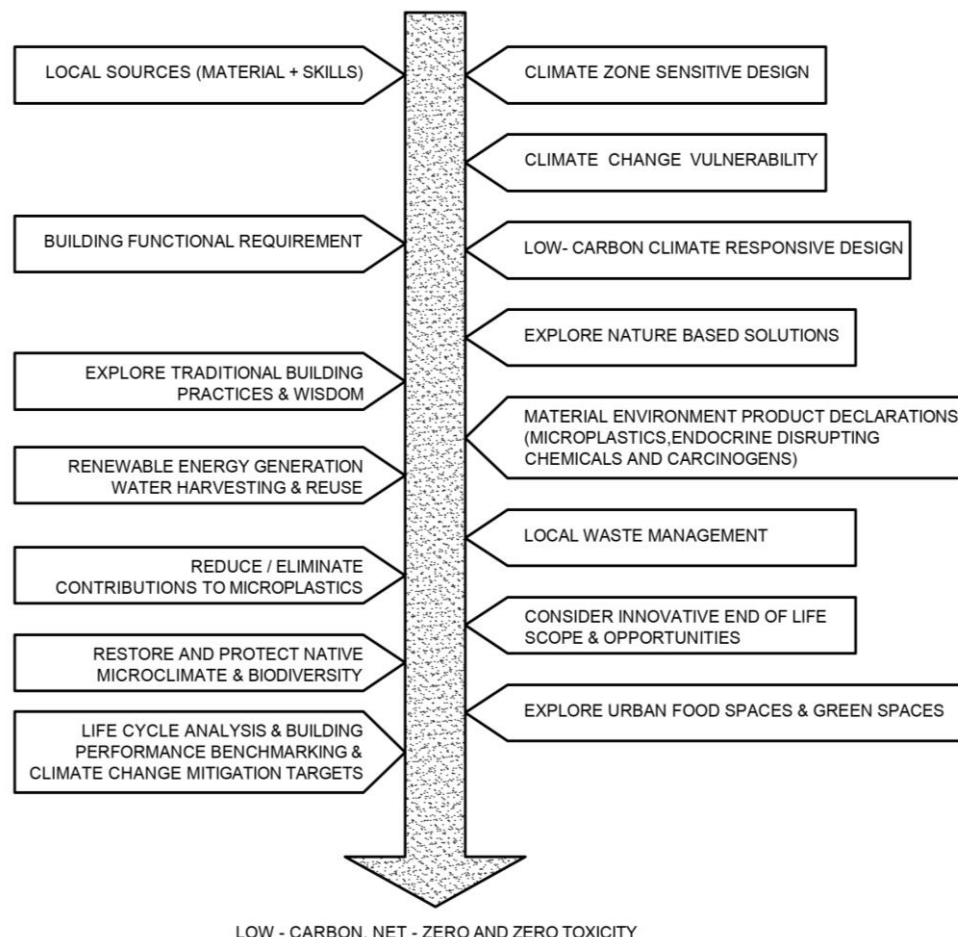 LOCAL SOURCES (MATERIAL + SKILLS)
CLIMATE ZONE SENSITIVE DESIGN
CLIMATE CHANGE VULNERABILITY
BUILDING FUNCTIONAL REQUIREMENT
LOW- CARBON CLIMATE RESPONSIVE DESIGN
EXPLORE NATURE BASED SOLUTIONS
EXPLORE TRADITIONAL BUILDING
PRACTICES & WISDOM
MATERIAL ENVIRONMENT PRODUCT DECLARATIONS
(MICROPLASTICS,ENDOCRINE DISRUPTING
CHEMICALS AND CARCINOGENS)
RENEWABLE ENERGY GENERATION
WATER HARVESTING & REUSE
LOCAL WASTE MANAGEMENT
REDUCE / ELIMINATE
CONTRIBUTIONS TO MICROPLASTICS
CONSIDER INNOVATIVE END OF LIFE
SCOPE & OPPORTUNITIES
RESTORE AND PROTECT NATIVE
MICROCLIMATE & BIODIVERSITY
EXPLORE URBAN FOOD SPACES & GREEN SPACES
LIFE CYCLE ANALYSIS & BUILDING
PERFORMANCE BENCHMARKING &
CLIMATE CHANGE MITIGATION TARGETS
LOW - CARBON, NET - ZERO AND ZERO TOXICITY